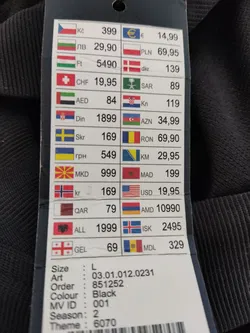 Kč 399 € 14,99
ЛВ 29,90 PLN 69,95
Ft 5490 dkr 139
CHF 19,95 SAR 89
AED 84 Kn 119
Din 1899 AZN 34,99
Skr 169 RON 69,90
грн 549 KM 29,95
MKD 999 MAD 199
kr 169 USD 19,95
QAR 79 AMD 10990
ALL 1999 ISK 2495
GEL 69 MDL 329
Size : L
Art : 03.01.012.0231
Order : 851252
Colour : Black
MV ID : 001
Season : 2
Theme : 6070